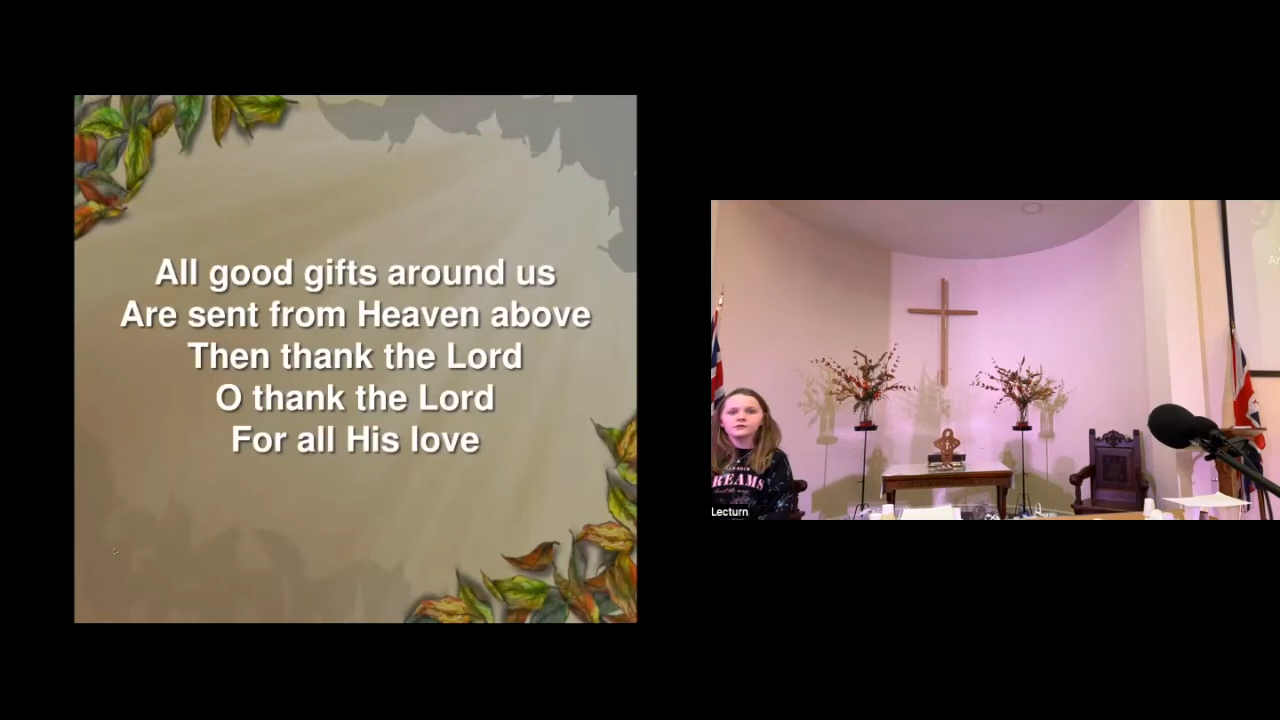 All good gifts around us
Are sent from Heaven above
Then thank the Lord
O thank the Lord
For all His love
Lecturn
REAMS